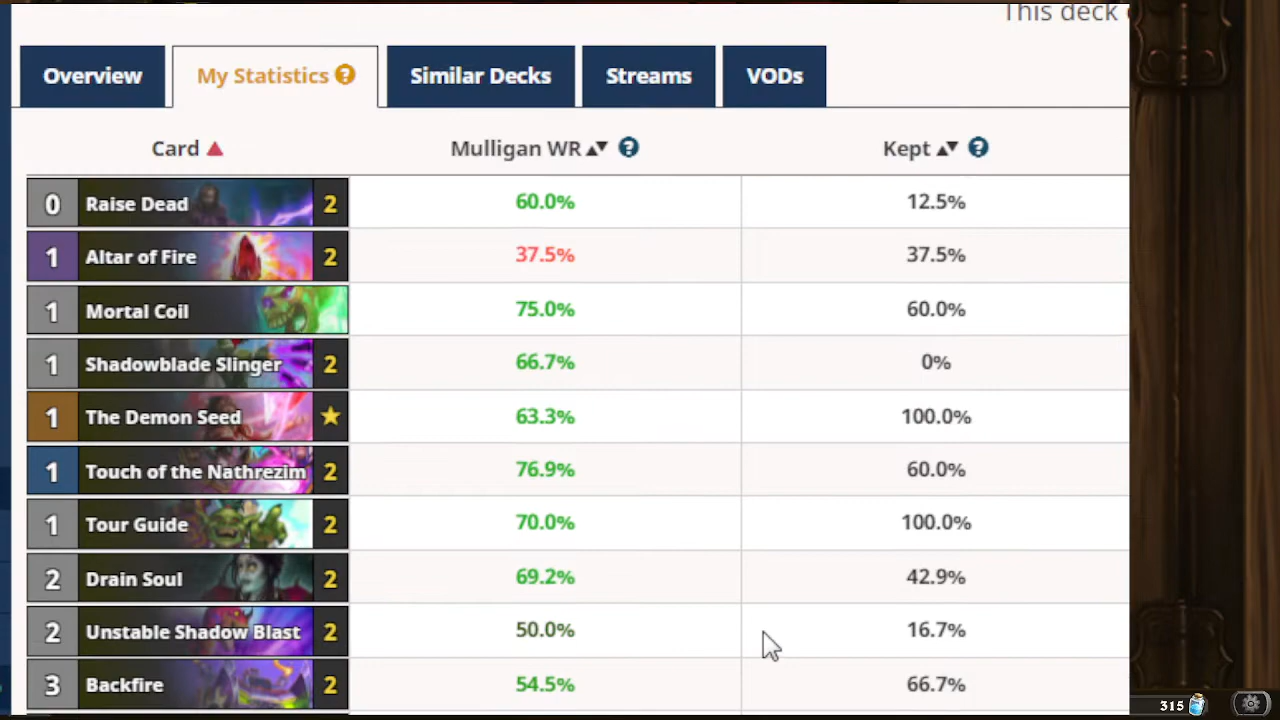 This deck
Overview
My Statistics ?
Similar Decks
Streams
VODs
Card
Mulligan WR ?
Kept ?
0 Raise Dead 2 60.0% 12.5%
1 Altar of Fire 2 37.5% 37.5%
1 Mortal Coil 75.0% 60.0%
1 Shadowblade Slinger 2 66.7% 0%
1 The Demon Seed ★ 63.3% 100.0%
1 Touch of the Nathrezim 2 76.9% 60.0%
1 Tour Guide 2 70.0% 100.0%
2 Drain Soul 2 69.2% 42.9%
2 Unstable Shadow Blast 2 50.0% 16.7%
3 Backfire 2 54.5% 66.7%
315